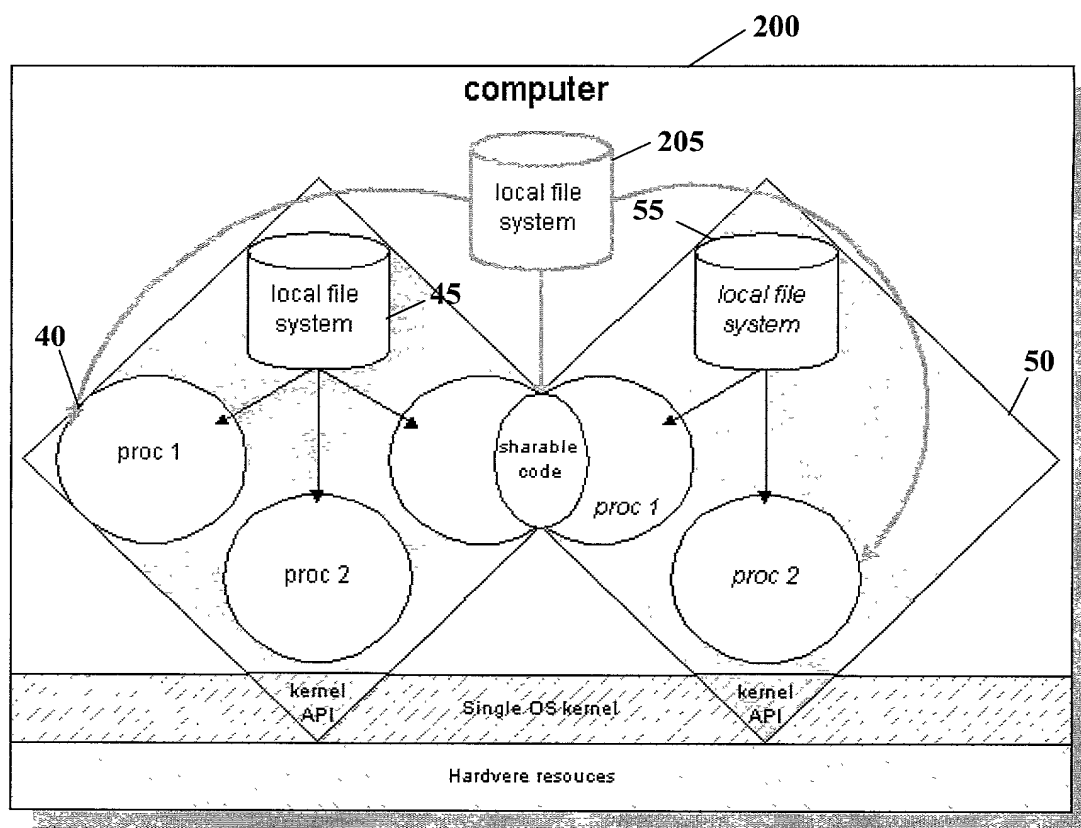 200
computer
205
local file
system
55
local file
system
45
local file
system
40
50
proc 1
sharable
code
proc 1
proc 2
proc 2
kernel
API
Single OS kernel
kernel
API
Hardvere resouces